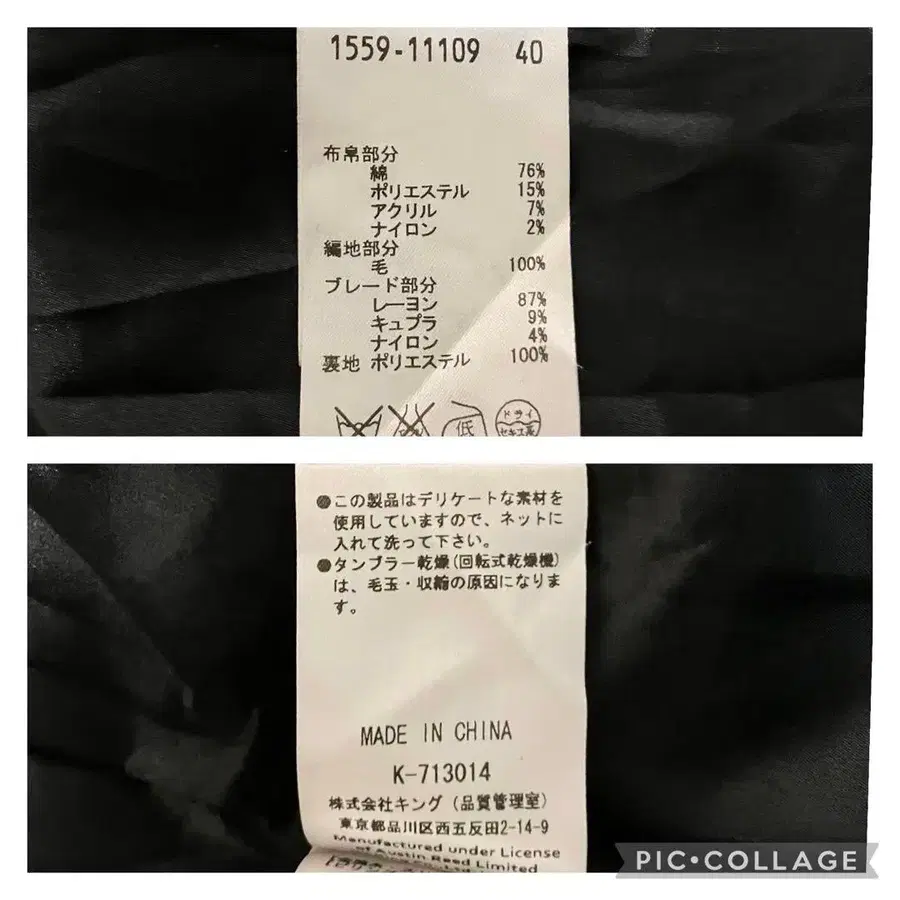 1559-11109 40
布帛部分
綿 76%
ポリエステル 15%
アクリル 7%
ナイロン 2%
編地部分
毛 100%
ブレード部分
レーヨン 87%
キュプラ 9%
ナイロン 4%
裏地 ポリエステル 100%
低
ドライ
セキユ系
●この製品はデリケートな素材を
使用していますので、ネットに
入れて洗って下さい。
●タンブラー乾燥(回転式乾燥機)
は、毛玉・収縮の原因になりま
す。
MADE IN CHINA
K-713014
株式会社キング(品質管理室)
東京都品川区西五反田2-14-9
Manufactured under License
of Austin Reed Limited
PIC•COLLAGE